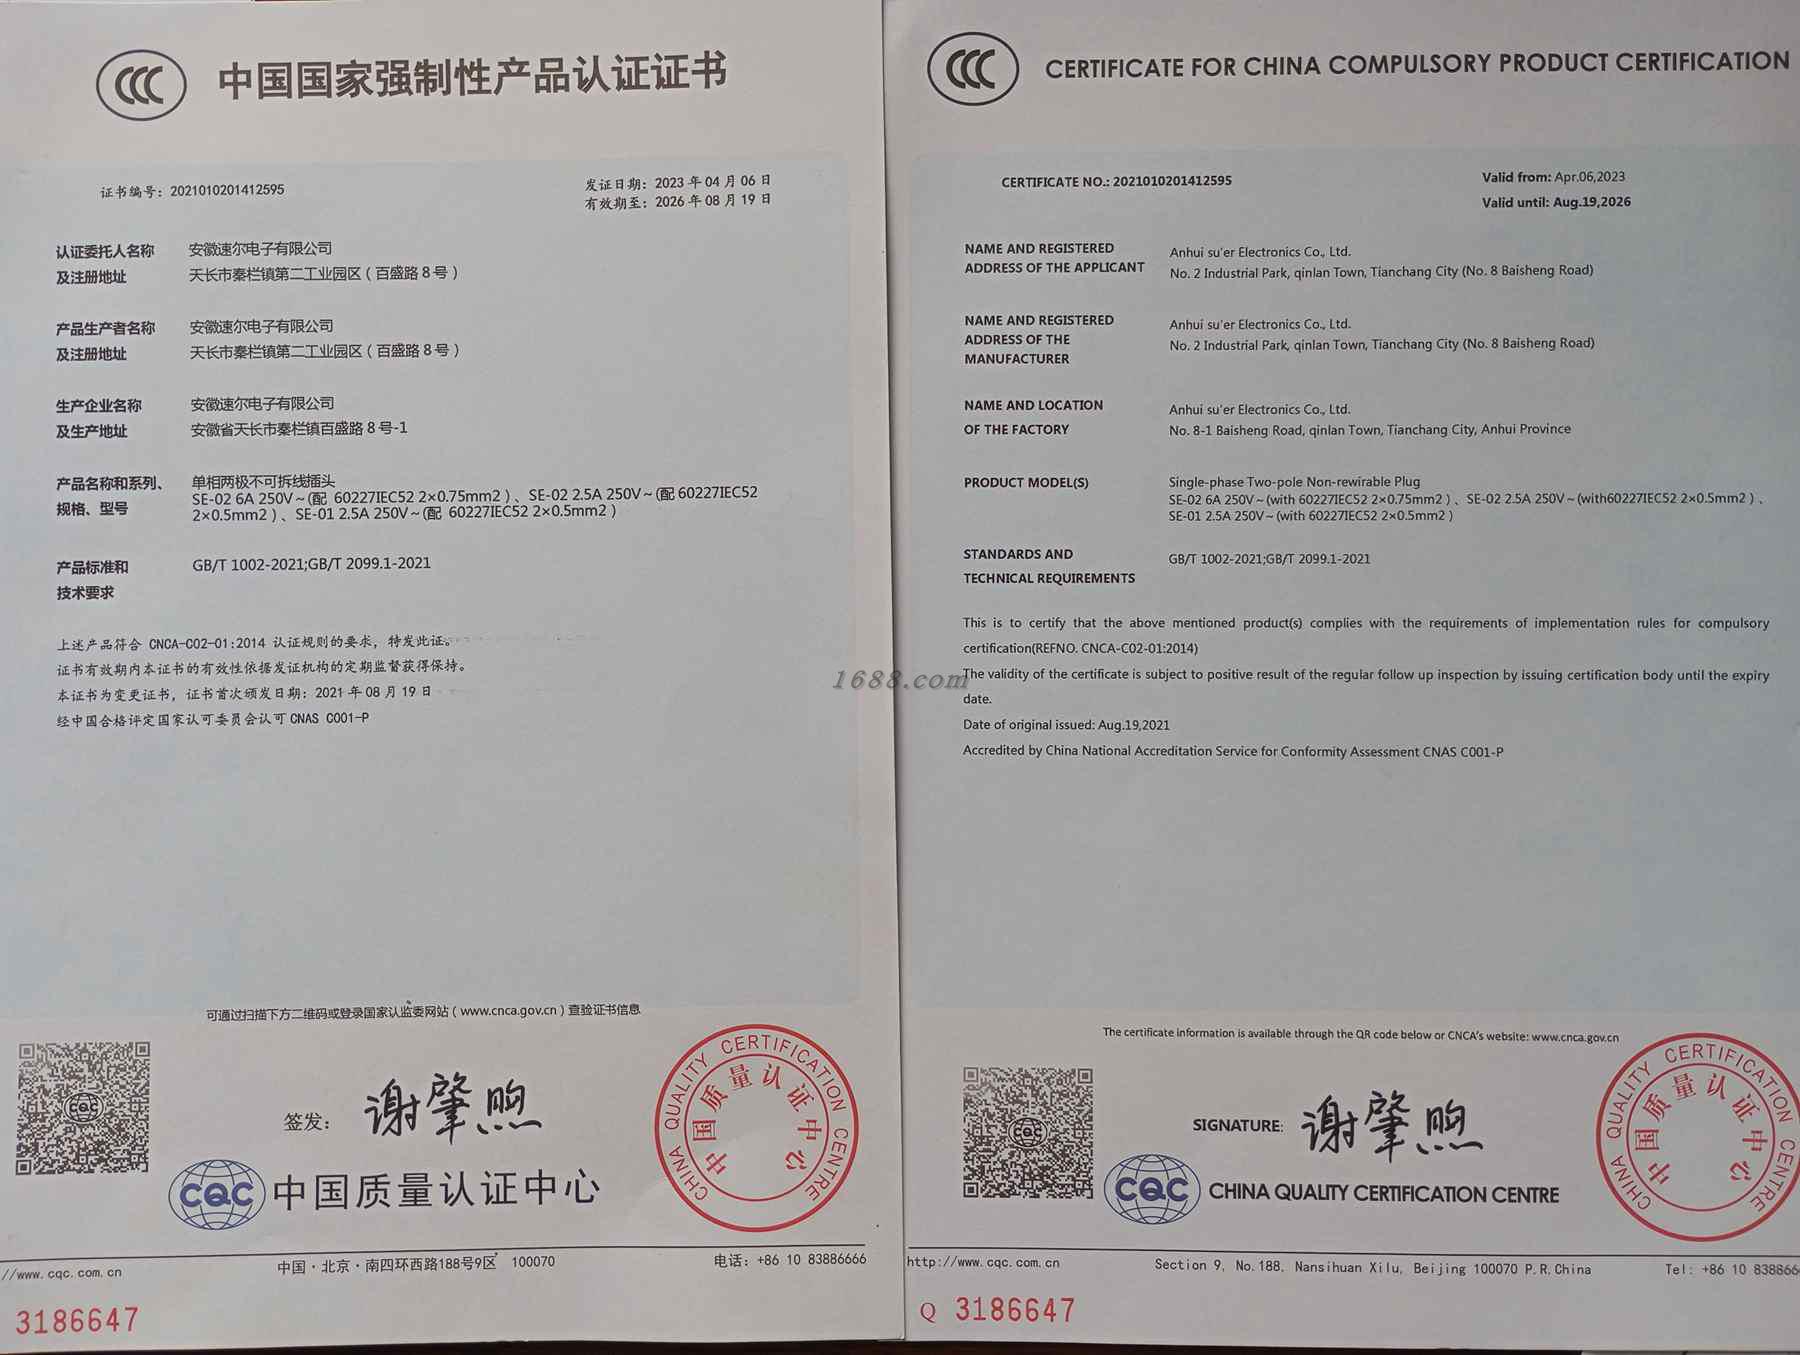 中国国家强制性产品认证证书
证书编号：2021010201412595
发证日期：2023 年 04 月 06 日
有效期至：2026 年 08 月 19 日
认证委托人名称
及注册地址
安徽速尔电子有限公司
天长市秦栏镇第二工业园区（百盛路 8 号）
产品生产者名称
及注册地址
安徽速尔电子有限公司
天长市秦栏镇第二工业园区（百盛路 8 号）
生产企业名称
及生产地址
安徽速尔电子有限公司
安徽省天长市秦栏镇百盛路 8 号-1
产品名称和系列、
规格、型号
单相两极不可拆线插头
SE-02 6A 250V～(配 60227IEC52 2×0.75mm2）、SE-02 2.5A 250V～(配 60227IEC52
2×0.5mm2）、SE-01 2.5A 250V～(配 60227IEC52 2×0.5mm2）
产品标准和
技术要求
GB/T 1002-2021;GB/T 2099.1-2021
上述产品符合 CNCA-C02-01:2014 认证规则的要求，特发此证。
证书有效期内本证书的有效性依据发证机构的定期监督获得保持。
本证书为变更证书，证书首次颁发日期：2021 年 08 月 19 日
经中国合格评定国家认可委员会认可 CNAS C001-P
可通过扫描下方二维码或登录国家认监委网站（www.cnca.gov.cn）查验证书信息
CQC
签发：
谢肇煦
CQC 中国质量认证中心
CHINA QUALITY CERTIFICATION CENTRE
中国质量认证中心
//www.cqc.com.cn
中国·北京·南四环西路188号9区 100070
电话：+86 10 83886666
3186647
CERTIFICATE FOR CHINA COMPULSORY PRODUCT CERTIFICATION
CERTIFICATE NO.: 2021010201412595
Valid from: Apr.06,2023
Valid until: Aug.19,2026
NAME AND REGISTERED
ADDRESS OF THE APPLICANT
Anhui su'er Electronics Co., Ltd.
No. 2 Industrial Park, qinlan Town, Tianchang City (No. 8 Baisheng Road)
NAME AND REGISTERED
ADDRESS OF THE
MANUFACTURER
Anhui su'er Electronics Co., Ltd.
No. 2 Industrial Park, qinlan Town, Tianchang City (No. 8 Baisheng Road)
NAME AND LOCATION
OF THE FACTORY
Anhui su'er Electronics Co., Ltd.
No. 8-1 Baisheng Road, qinlan Town, Tianchang City, Anhui Province
PRODUCT MODEL(S)
Single-phase Two-pole Non-rewirable Plug
SE-02 6A 250V～(with 60227IEC52 2×0.75mm2）、SE-02 2.5A 250V～(with60227IEC52 2×0.5mm2）、
SE-01 2.5A 250V～(with 60227IEC52 2×0.5mm2）
STANDARDS AND
TECHNICAL REQUIREMENTS
GB/T 1002-2021;GB/T 2099.1-2021
This is to certify that the above mentioned product(s) complies with the requirements of implementation rules for compulsory
certification(REFNO. CNCA-C02-01:2014)
The validity of the certificate is subject to positive result of the regular follow up inspection by issuing certification body until the expiry
date.
Date of original issued: Aug.19,2021
Accredited by China National Accreditation Service for Conformity Assessment CNAS C001-P
1688.com
The certificate information is available through the QR code below or CNCA's website: www.cnca.gov.cn
CQC
SIGNATURE:
谢肇煦
CQC CHINA QUALITY CERTIFICATION CENTRE
CHINA QUALITY CERTIFICATION CENTRE
中国质量认证中心
http://www.cqc.com.cn
Section 9, No.188, Nansihuan Xilu, Beijing 100070 P.R.China
Tel: +86 10 838866
Q 3186647